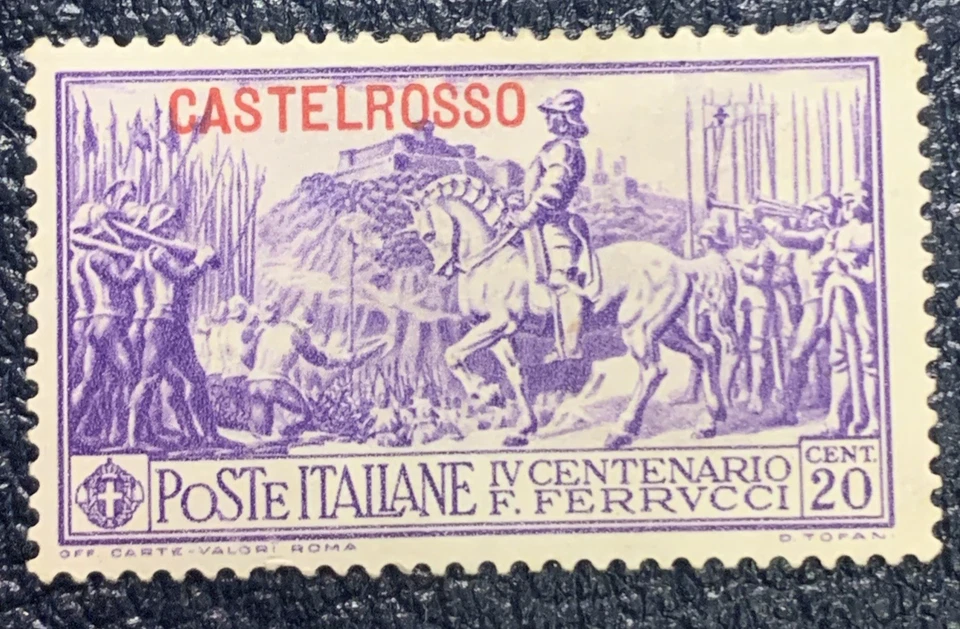 CASTELROSSO
POSTE ITALIANE
IV CENTENARIO
F. FERRVCCI
CENT.
20
OFF. CARTE-VALORI ROMA
D. TOFANI